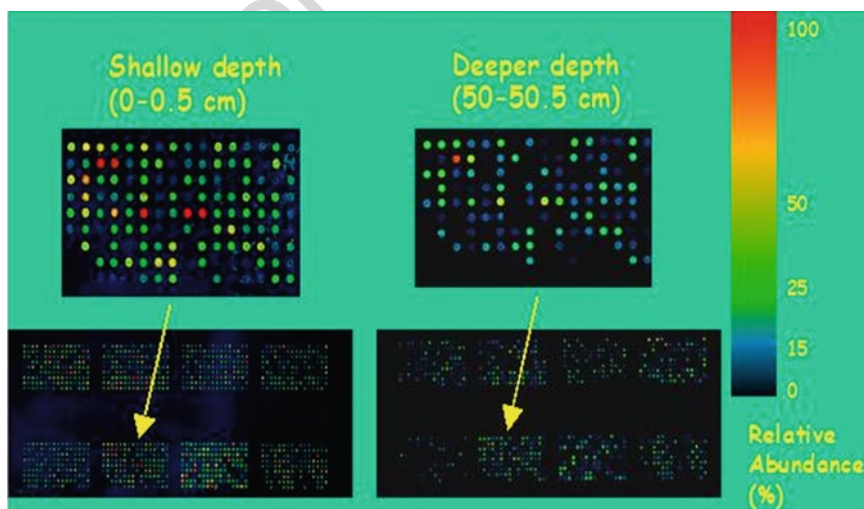 Shallow depth
(0-0.5 cm)
Deeper depth
(50-50.5 cm)
100
50
25
15
0
Relative
Abundance
(%)